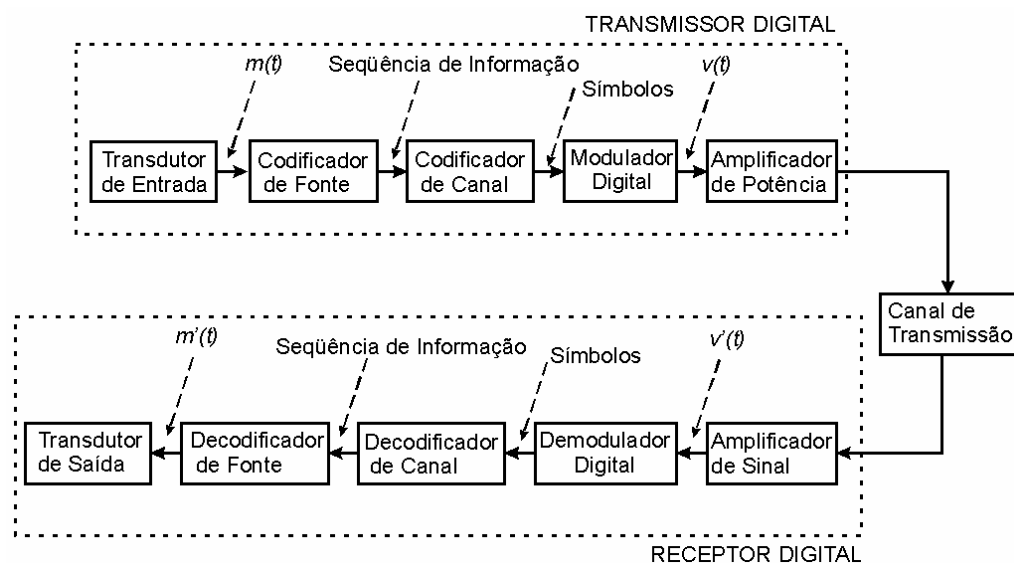 TRANSMISSOR DIGITAL
m(t)
Seqüência de Informação
Símbolos
v(t)
Transdutor
de Entrada
Codificador
de Fonte
Codificador
de Canal
Modulador
Digital
Amplificador
de Potência
Canal de
Transmissão
m'(t)
Seqüência de Informação
Símbolos
v'(t)
Transdutor
de Saída
Decodificador
de Fonte
Decodificador
de Canal
Demodulador
Digital
Amplificador
de Sinal
RECEPTOR DIGITAL